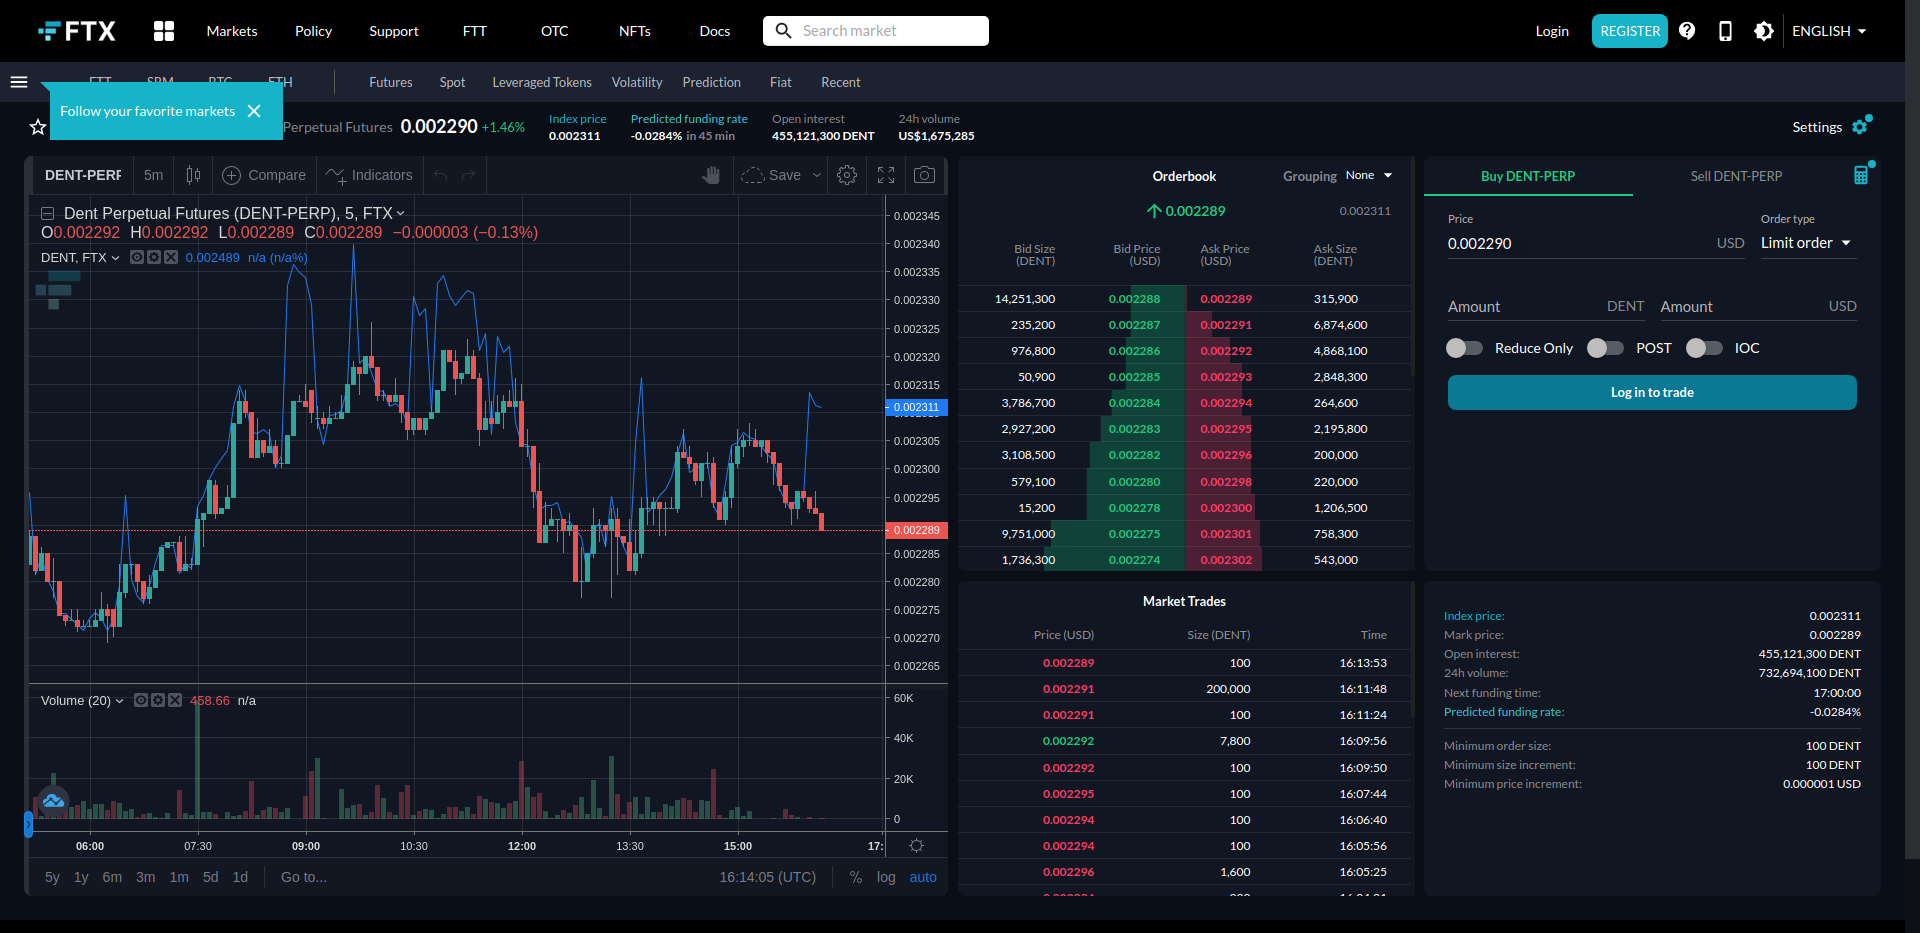 FTX
Markets
Policy
Support
FTT
OTC
NFTs
Docs
Search market
Login
REGISTER
ENGLISH
FTT
SRM
BTC
ETH
Futures
Spot
Leveraged Tokens
Volatility
Prediction
Fiat
Recent
Follow your favorite markets
Perpetual Futures
0.002290 +1.46%
Index price
0.002311
Predicted funding rate
-0.0284% in 45 min
Open interest
455,121,300 DENT
24h volume
US$1,675,285
Settings
DENT-PERP
5m
Compare
Indicators
Save
Dent Perpetual Futures (DENT-PERP), 5, FTX
O0.002292 H0.002292 L0.002289 C0.002289 −0.000003 (−0.13%)
DENT, FTX 0.002489 n/a (n/a%)
0.002345
0.002340
0.002335
0.002330
0.002325
0.002320
0.002315
0.002311
0.002305
0.002300
0.002295
0.002289
0.002285
0.002280
0.002275
0.002270
0.002265
Volume (20) 458.66 n/a
60K
40K
20K
0
06:00 07:30 09:00 10:30 12:00 13:30 15:00 17:
5y 1y 6m 3m 1m 5d 1d Go to...
16:14:05 (UTC) % log auto
Orderbook
Grouping None
0.002289
0.002311
Bid Size (DENT) Bid Price (USD) Ask Price (USD) Ask Size (DENT)
14,251,300 0.002288 0.002289 315,900
235,200 0.002287 0.002291 6,874,600
976,800 0.002286 0.002292 4,868,100
50,900 0.002285 0.002293 2,848,300
3,786,700 0.002284 0.002294 264,600
2,927,200 0.002283 0.002295 2,195,800
3,108,500 0.002282 0.002296 200,000
579,100 0.002280 0.002298 220,000
15,200 0.002278 0.002300 1,206,500
9,751,000 0.002275 0.002301 758,300
1,736,300 0.002274 0.002302 543,000
Market Trades
Price (USD) Size (DENT) Time
0.002289 100 16:13:53
0.002291 200,000 16:11:48
0.002291 100 16:11:24
0.002292 7,800 16:09:56
0.002292 100 16:09:50
0.002295 100 16:07:44
0.002294 100 16:06:40
0.002294 100 16:05:56
0.002296 1,600 16:05:25
Buy DENT-PERP
Sell DENT-PERP
Price
0.002290 USD
Order type
Limit order
Amount DENT
Amount USD
Reduce Only
POST
IOC
Log in to trade
Index price: 0.002311
Mark price: 0.002289
Open interest: 455,121,300 DENT
24h volume: 732,694,100 DENT
Next funding time: 17:00:00
Predicted funding rate: -0.0284%
Minimum order size: 100 DENT
Minimum size increment: 100 DENT
Minimum price increment: 0.000001 USD